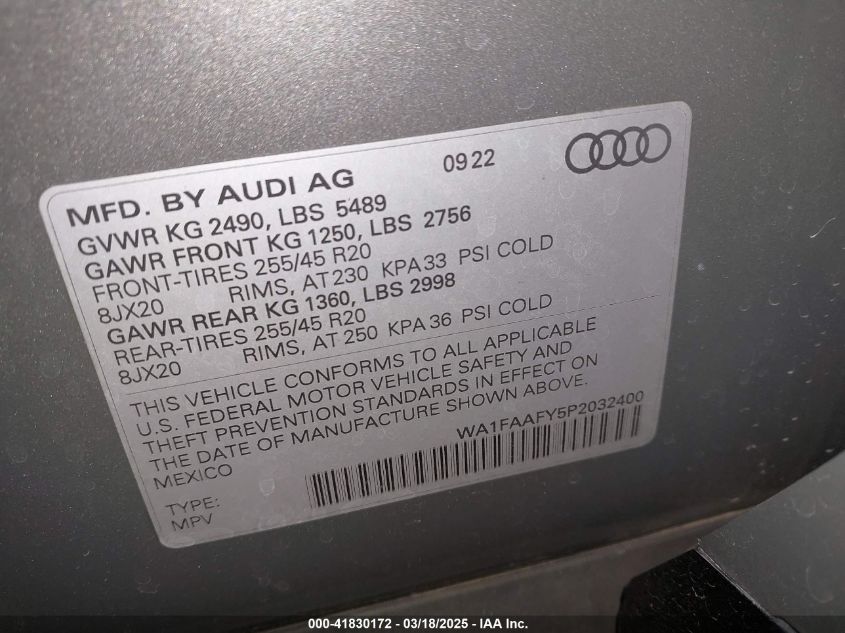 MFD. BY AUDI AG 09 22
GVWR KG 2490, LBS 5489
GAWR FRONT KG 1250, LBS 2756
FRONT-TIRES 255/45 R20
8JX20 RIMS, AT 230 KPA 33 PSI COLD
GAWR REAR KG 1360, LBS 2998
REAR-TIRES 255/45 R20
8JX20 RIMS, AT 250 KPA 36 PSI COLD
THIS VEHICLE CONFORMS TO ALL APPLICABLE
U.S. FEDERAL MOTOR VEHICLE SAFETY AND
THEFT PREVENTION STANDARDS IN EFFECT ON
THE DATE OF MANUFACTURE SHOWN ABOVE.
MEXICO WA1FAAFY5P2032400
TYPE:
MPV
000-41830172 — 03/18/2025 — IAA Inc.